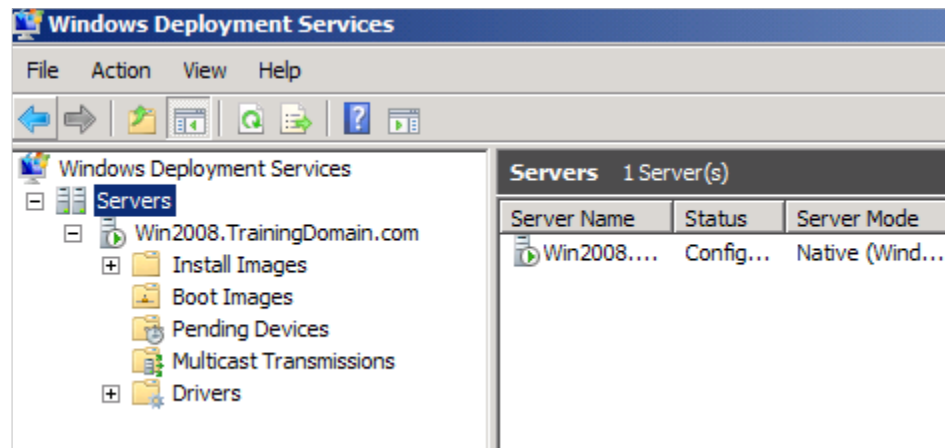 Windows Deployment Services
File Action View Help
Windows Deployment Services
Servers
Win2008.TrainingDomain.com
Install Images
Boot Images
Pending Devices
Multicast Transmissions
Drivers
Servers 1 Server(s)
Server Name Status Server Mode
Win2008.... Config... Native (Wind...